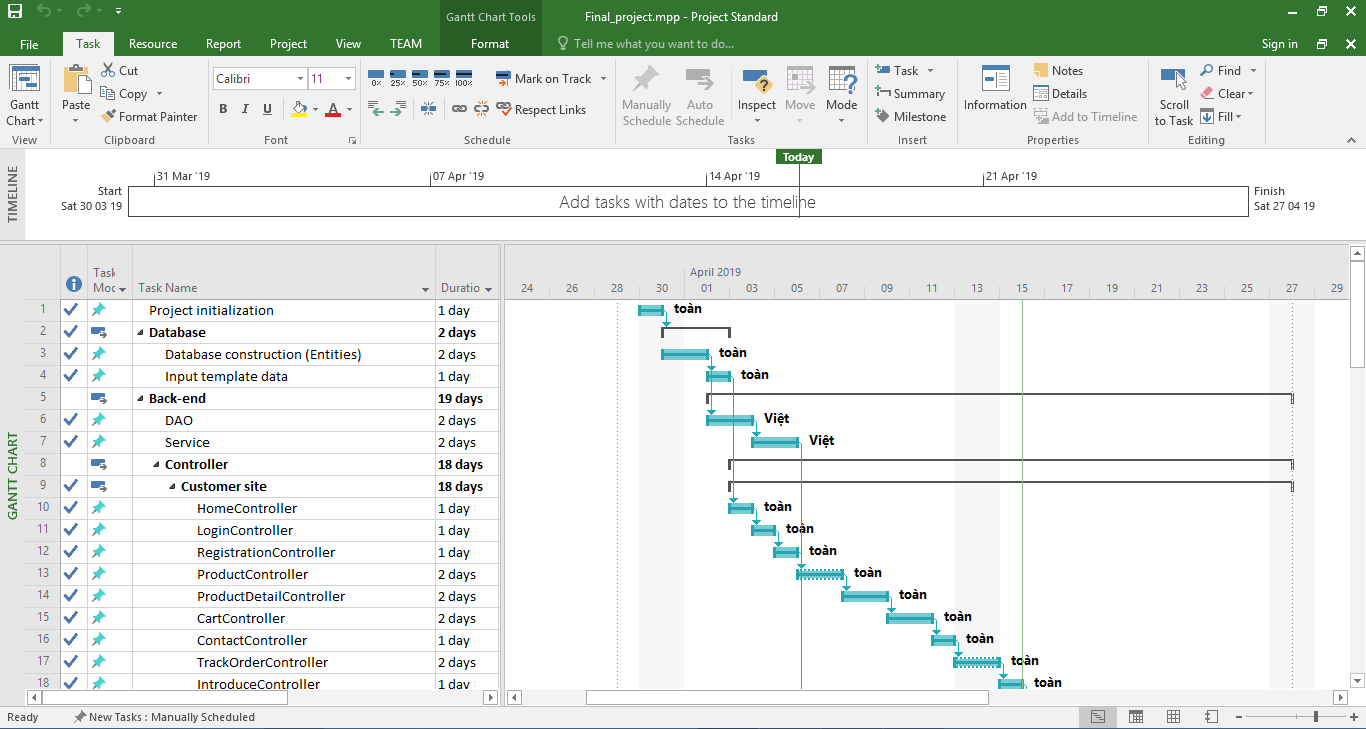 Gantt Chart Tools
Final_project.mpp - Project Standard
File Task Resource Report Project View TEAM Format Tell me what you want to do... Sign in
Gantt Chart
View
Paste
Cut
Copy
Format Painter
Clipboard
Calibri 11
B I U A
Font
0% 25% 50% 75% 100%
Mark on Track
Respect Links
Schedule
Manually Schedule
Auto Schedule
Inspect
Move
Mode
Tasks
Task
Summary
Milestone
Insert
Information
Notes
Details
Add to Timeline
Properties
Scroll to Task
Find
Clear
Fill
Editing
TIMELINE
Today
31 Mar '19 07 Apr '19 14 Apr '19 21 Apr '19
Start
Sat 30 03 19
Add tasks with dates to the timeline
Finish
Sat 27 04 19
GANTT CHART
Task Moc Task Name Duratio
April 2019
24 26 28 30 01 03 05 07 09 11 13 15 17 19 21 23 25 27 29
1 Project initialization 1 day toàn
2 Database 2 days
3 Database construction (Entities) 2 days toàn
4 Input template data 1 day toàn
5 Back-end 19 days
6 DAO 2 days Việt
7 Service 2 days Việt
8 Controller 18 days
9 Customer site 18 days
10 HomeController 1 day toàn
11 LoginController 1 day toàn
12 RegistrationController 1 day toàn
13 ProductController 2 days toàn
14 ProductDetailController 2 days toàn
15 CartController 2 days toàn
16 ContactController 1 day toàn
17 TrackOrderController 2 days toàn
18 IntroduceController 1 day toàn
Ready New Tasks : Manually Scheduled